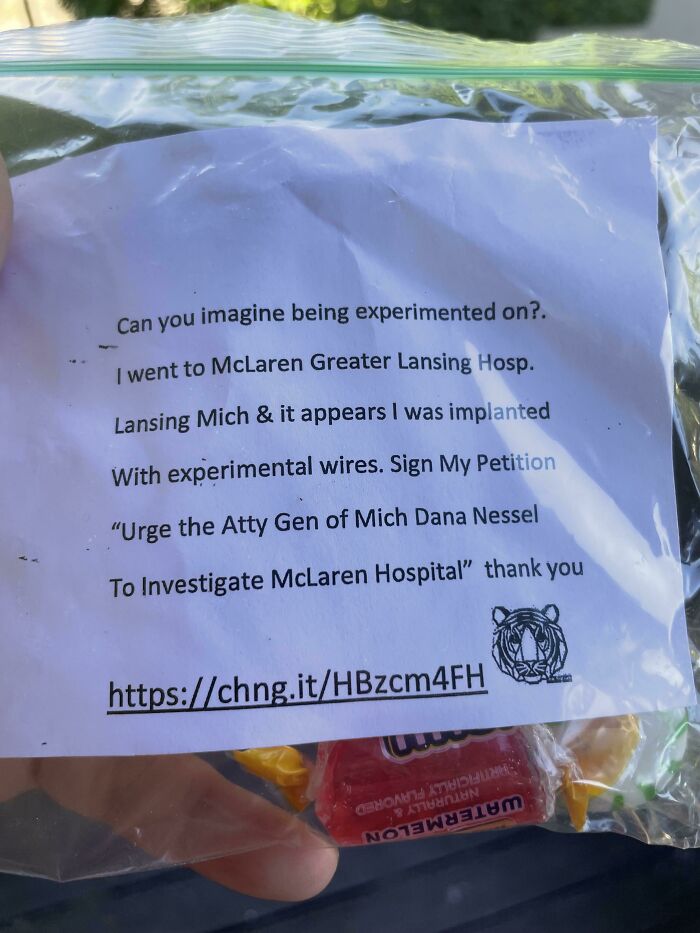 Can you imagine being experimented on?.
I went to McLaren Greater Lansing Hosp.
Lansing Mich & it appears I was implanted
With experimental wires. Sign My Petition
“Urge the Atty Gen of Mich Dana Nessel
To Investigate McLaren Hospital” thank you
https://chng.it/HBzcm4FH
WATERMELON
NATURALLY & ARTIFICIALLY FLAVORED